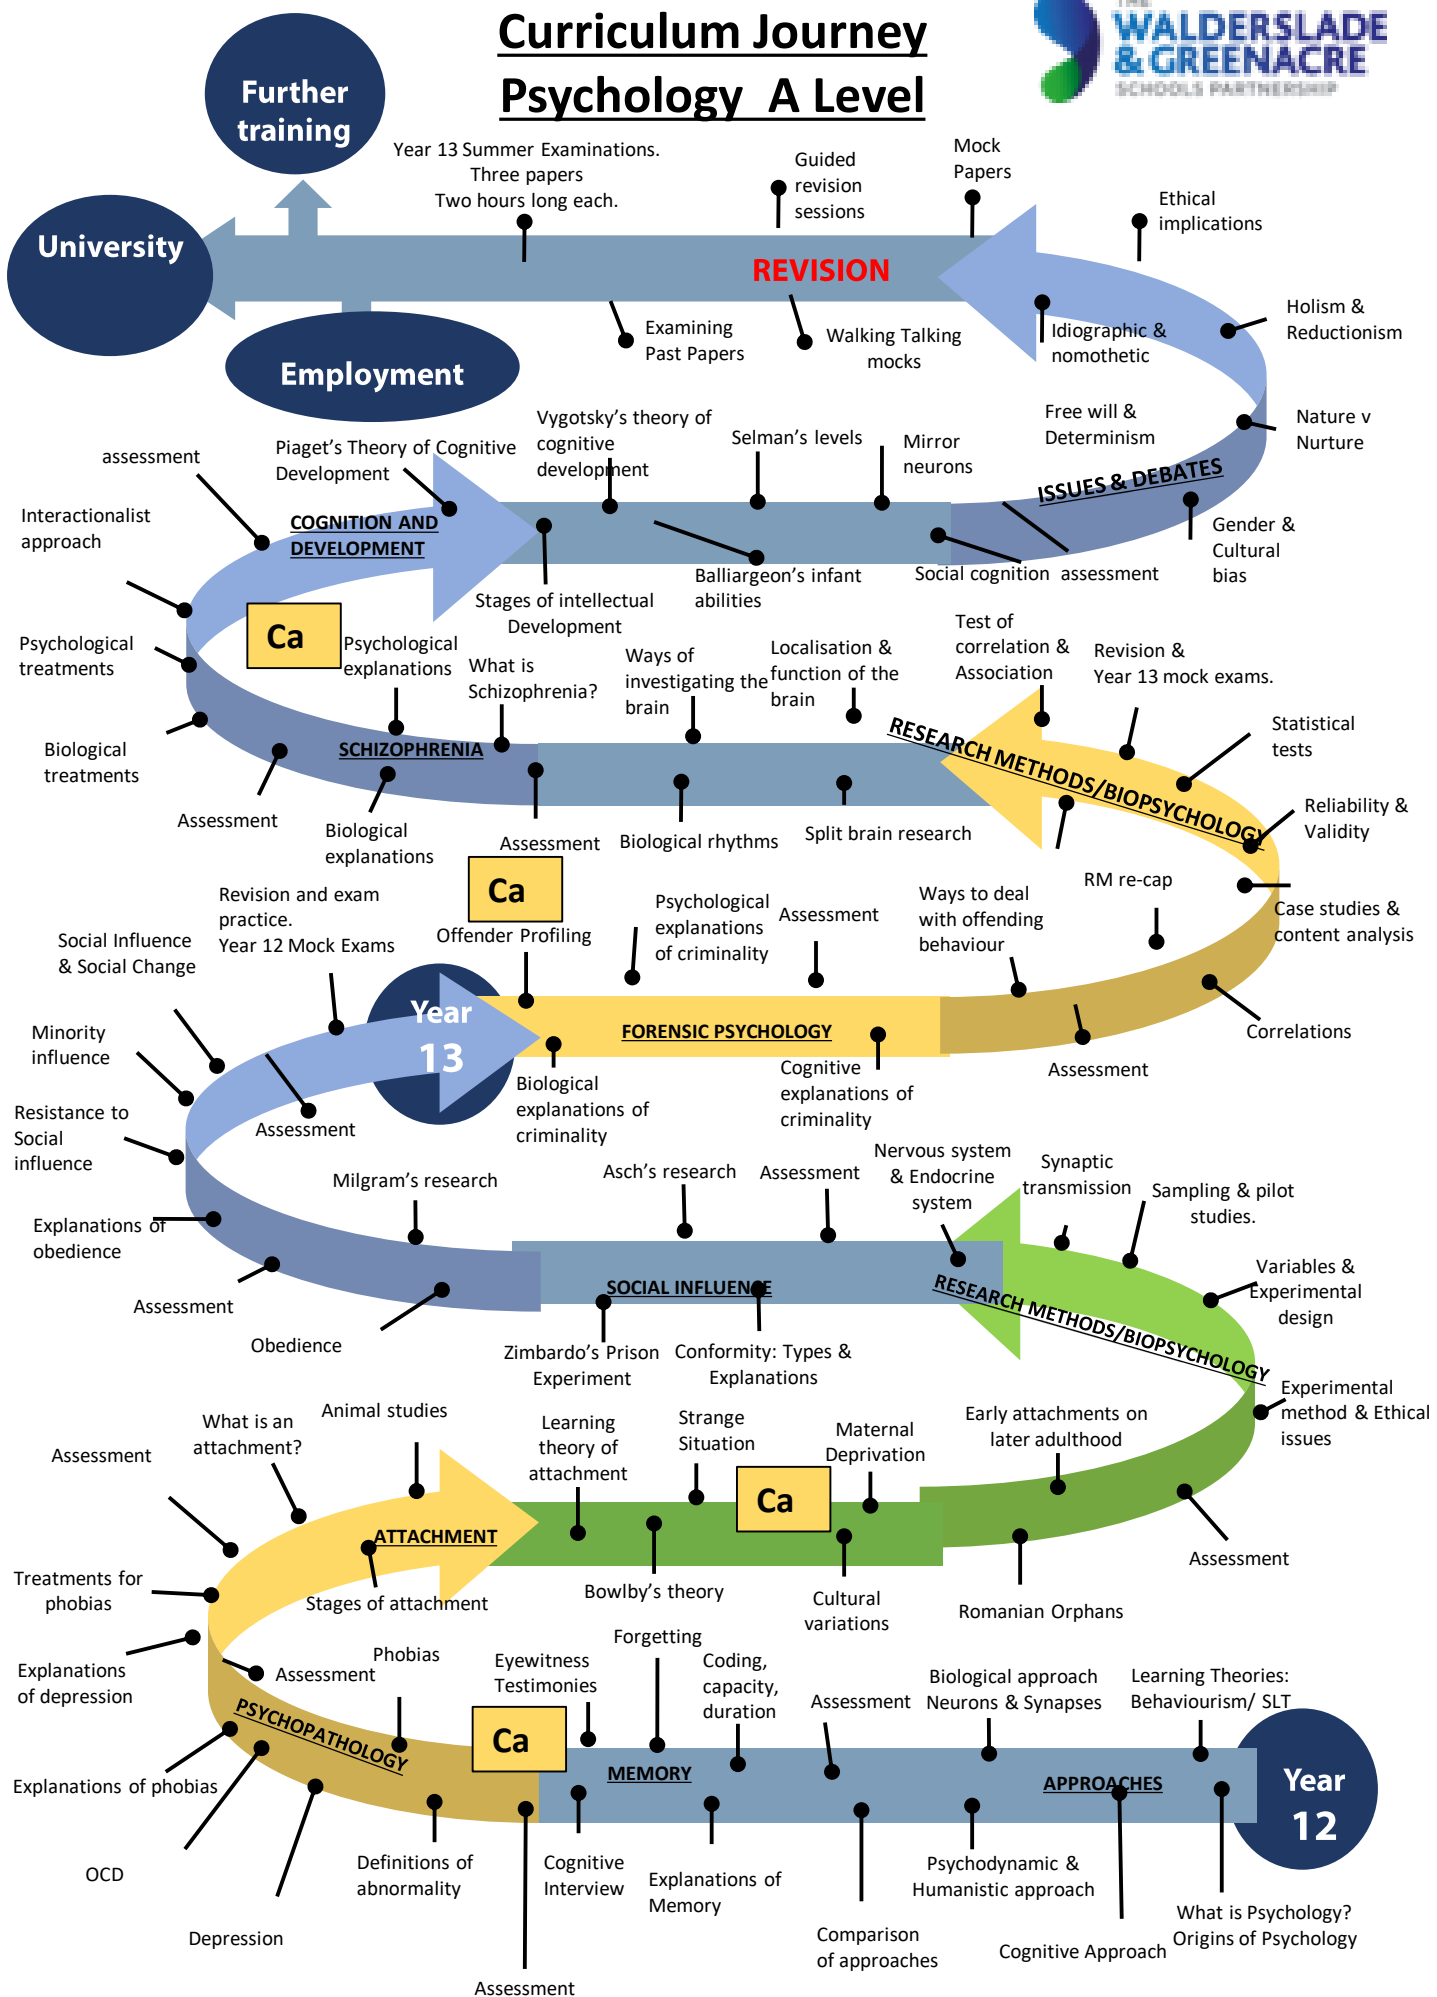 Curriculum Journey
Psychology  A Level
THE
WALDERSLADE
& GREENACRE
SCHOOLS PARTNERSHIP
Further
training
University
Employment
Year 13 Summer Examinations.
Three papers
Two hours long each.
Guided
revision
sessions
Mock
Papers
Ethical
implications
REVISION
Examining
Past Papers
Walking Talking
mocks
Idiographic &
nomothetic
Holism &
Reductionism
Free will &
Determinism
Nature v
Nurture
ISSUES & DEBATES
Gender &
Cultural
bias
assessment
Piaget's Theory of Cognitive
Development
Vygotsky's theory of
cognitive
development
Selman's levels
Mirror
neurons
Interactionalist
approach
COGNITION AND
DEVELOPMENT
Stages of intellectual
Development
Balliargeon's infant
abilities
Social cognition
assessment
Psychological
treatments
Ca
Psychological
explanations
What is
Schizophrenia?
Ways of
investigating the
brain
Localisation &
function of the
brain
Test of
correlation &
Association
Revision &
Year 13 mock exams.
Statistical
tests
Biological
treatments
SCHIZOPHRENIA
RESEARCH METHODS/BIOPSYCHOLOGY
Reliability &
Validity
Assessment
Biological
explanations
Assessment
Biological rhythms
Split brain research
Ca
Revision and exam
practice.
Year 12 Mock Exams
Social Influence
& Social Change
Offender Profiling
Psychological
explanations
of criminality
Assessment
Ways to deal
with offending
behaviour
RM re-cap
Case studies &
content analysis
Minority
influence
Year
13
FORENSIC PSYCHOLOGY
Correlations
Assessment
Resistance to
Social
influence
Assessment
Biological
explanations of
criminality
Cognitive
explanations of
criminality
Milgram's research
Asch's research
Assessment
Nervous system
& Endocrine
system
Synaptic
transmission
Sampling & pilot
studies.
Explanations of
obedience
SOCIAL INFLUENCE
RESEARCH METHODS/BIOPSYCHOLOGY
Variables &
Experimental
design
Assessment
Obedience
Zimbardo's Prison
Experiment
Conformity: Types &
Explanations
Experimental
method & Ethical
issues
Assessment
What is an
attachment?
Animal studies
Learning
theory of
attachment
Strange
Situation
Ca
Maternal
Deprivation
Early attachments on
later adulthood
ATTACHMENT
Assessment
Treatments for
phobias
Stages of attachment
Bowlby's theory
Cultural
variations
Romanian Orphans
Explanations
of depression
Assessment
Phobias
Eyewitness
Testimonies
Forgetting
Coding,
capacity,
duration
Assessment
Biological approach
Neurons & Synapses
Learning Theories:
Behaviourism/ SLT
PSYCHOPATHOLOGY
Ca
MEMORY
APPROACHES
Year
12
Explanations of phobias
OCD
Depression
Definitions of
abnormality
Cognitive
Interview
Explanations of
Memory
Psychodynamic &
Humanistic approach
What is Psychology?
Origins of Psychology
Comparison
of approaches
Cognitive Approach
Assessment